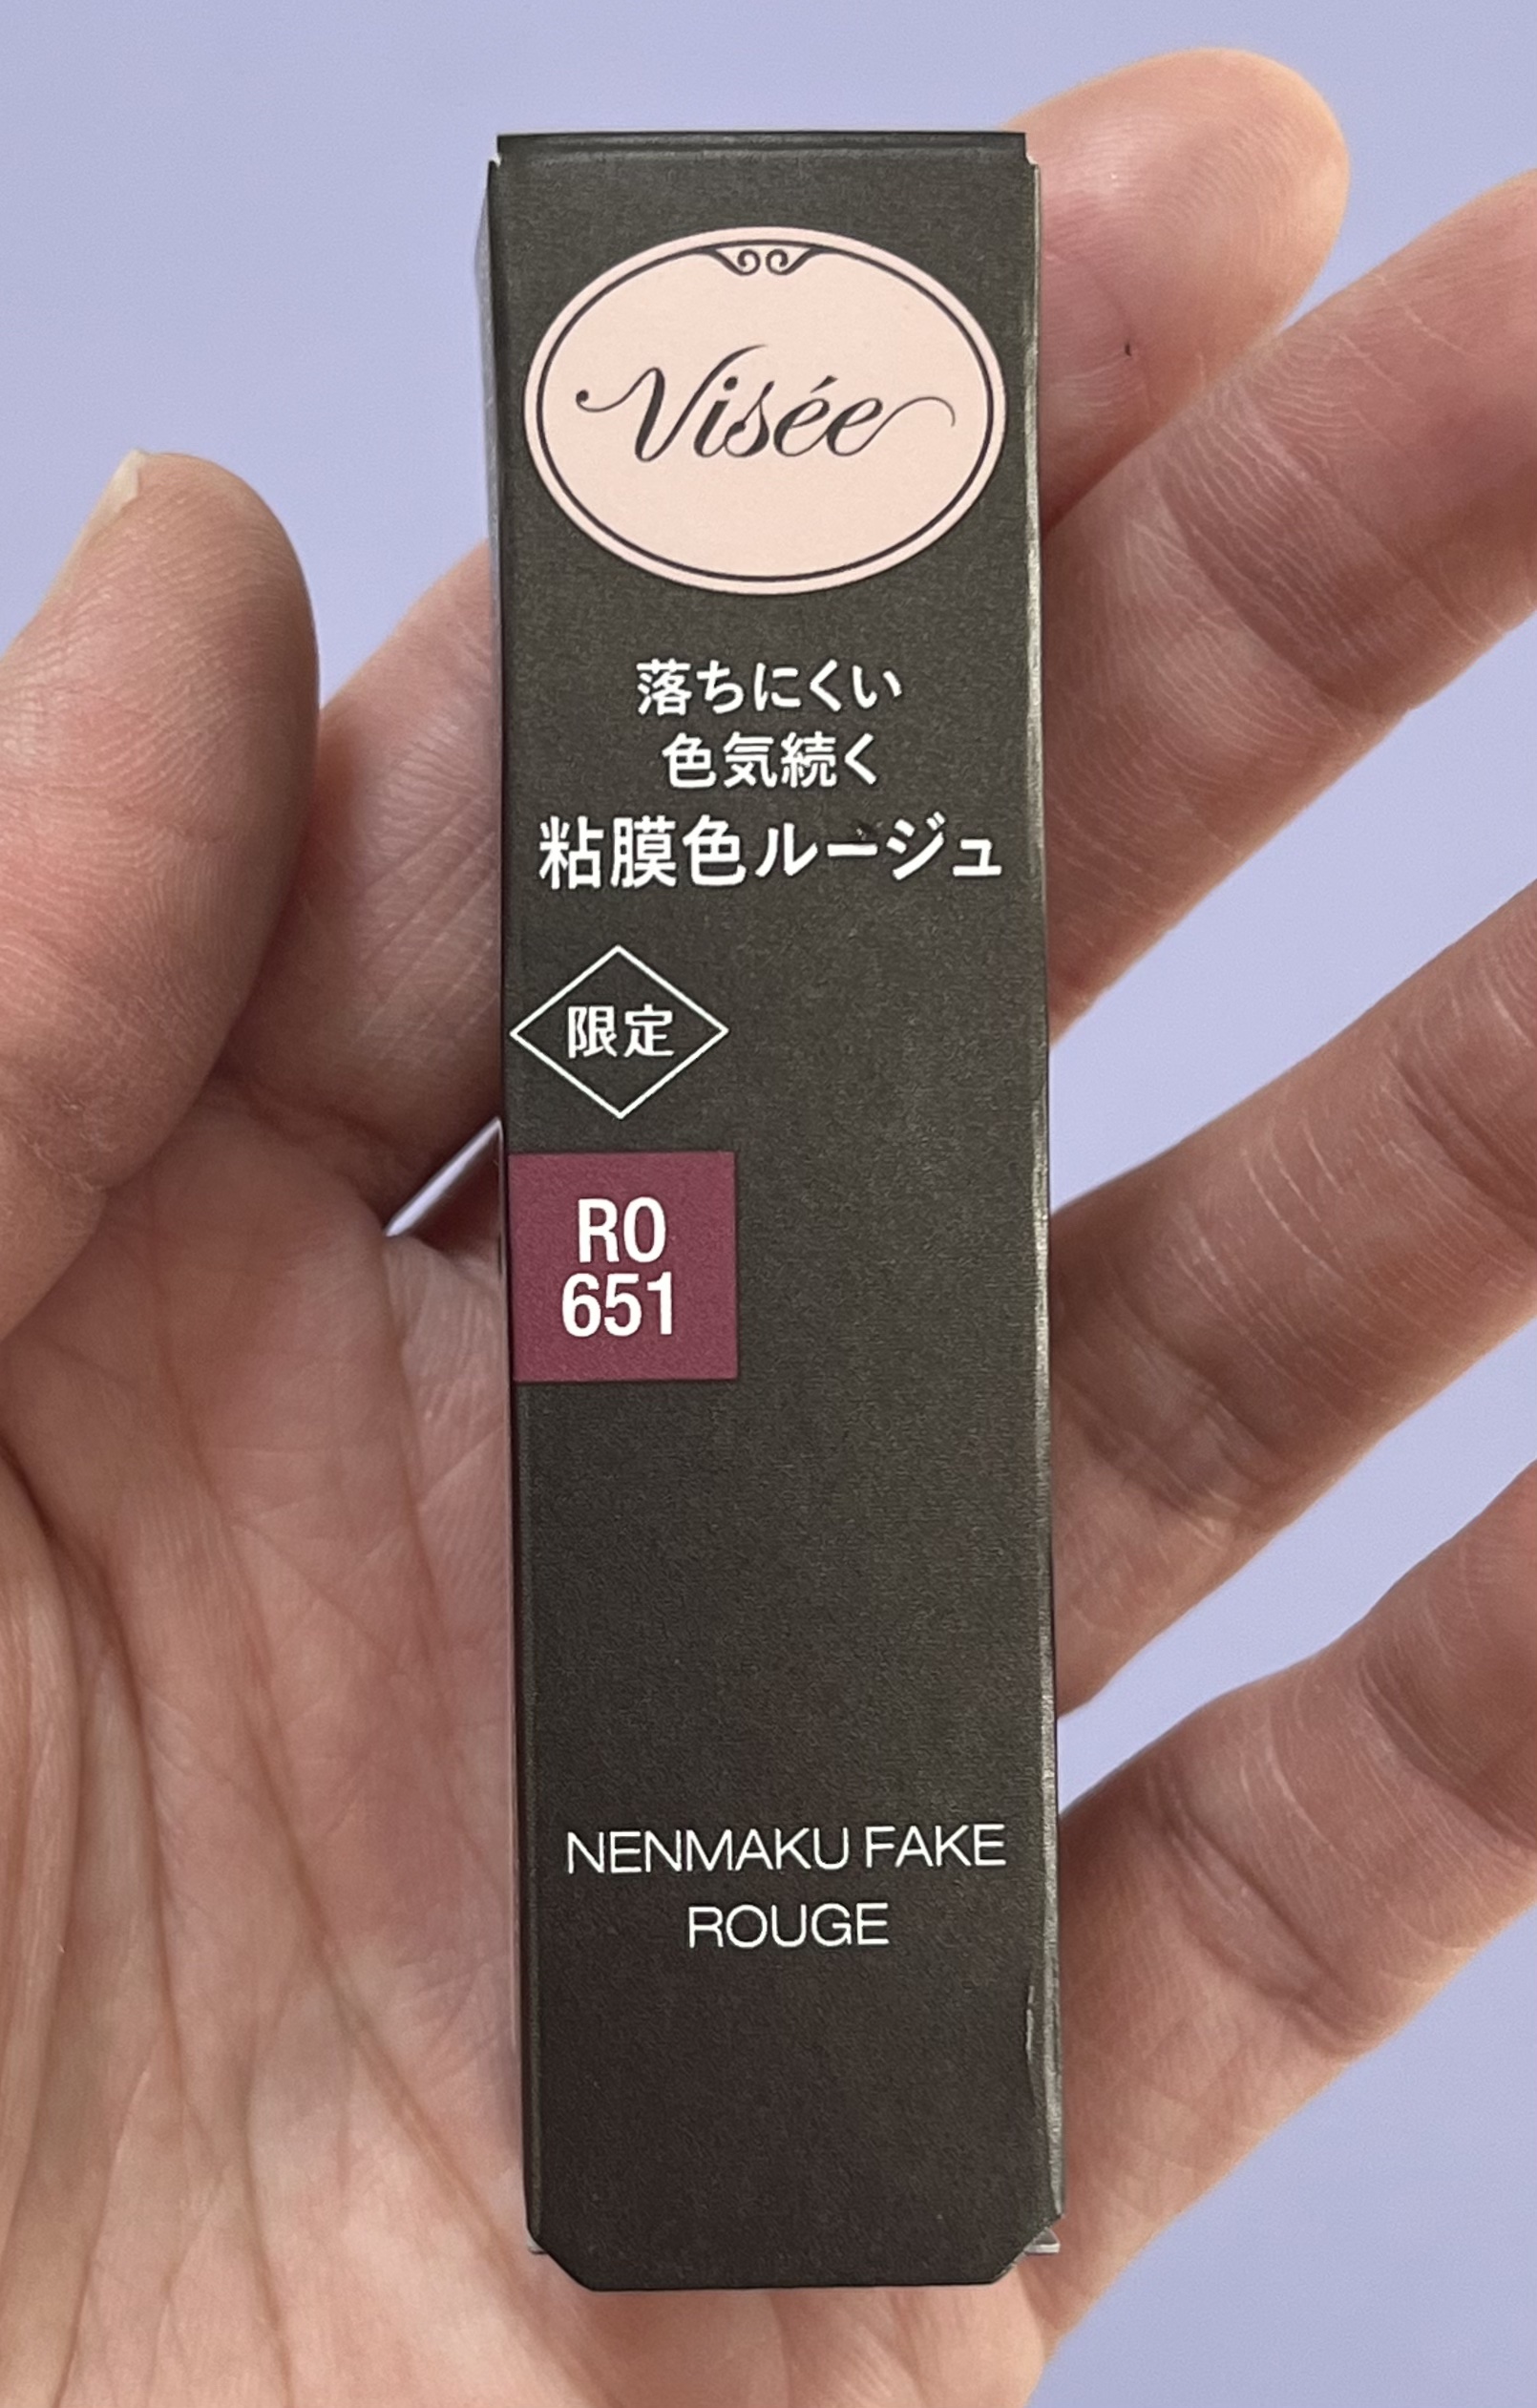 Visée
落ちにくい
色気続く
粘膜色ルージュ
限定
RO
651
NENMAKU FAKE
ROUGE